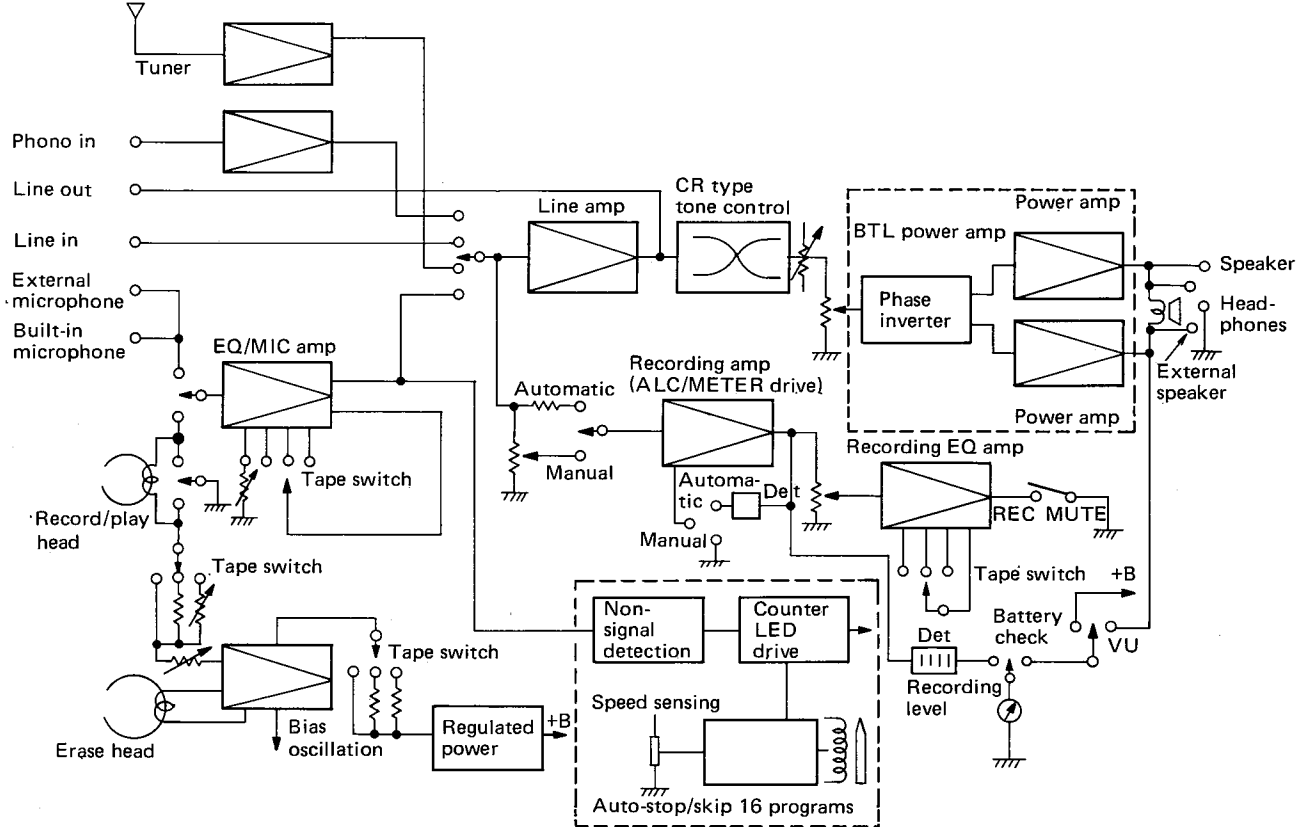 Tuner
Phono in
Line out
Line in
External
microphone
Built-in
microphone
EQ/MIC amp
Line amp
CR type
tone control
Power amp
BTL power amp
Phase
inverter
Power amp
Speaker
Head-
phones
External
speaker
Recording amp
(ALC/METER drive)
Automatic
Manual
Automa-
tic
Det
Manual
Recording EQ amp
REC MUTE
Tape switch
Record/play
head
Tape switch
Tape switch
+B
Battery
check
VU
Det
Recording
level
Non-
signal
detection
Counter
LED
drive
Tape switch
Erase head
Bias
oscillation
Regulated
power
+B
Speed sensing
Auto-stop/skip 16 programs